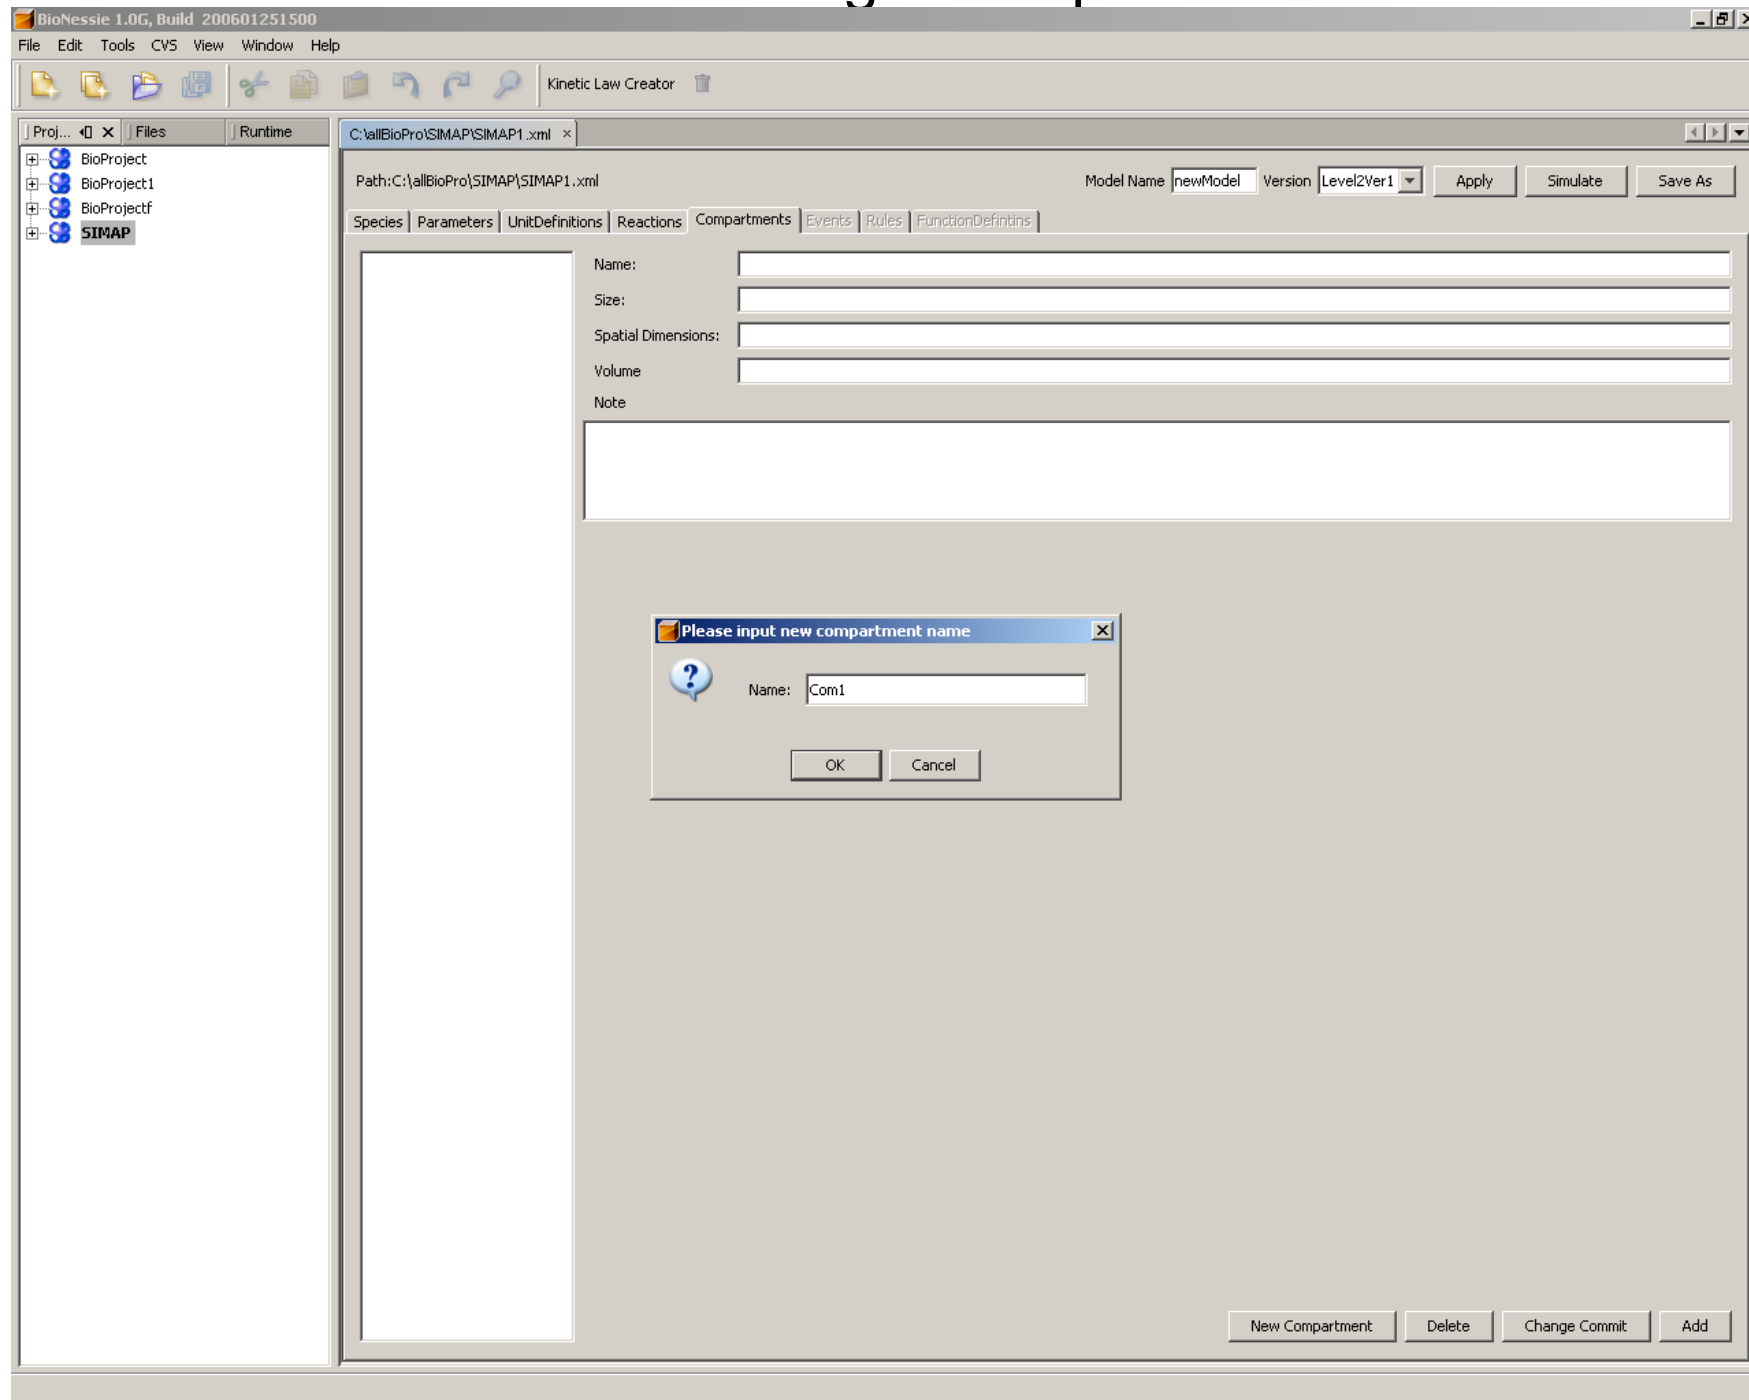 BioNessie 1.0G, Build 200601251500
File Edit Tools CVS View Window Help
Kinetic Law Creator
Proj... Files Runtime
C:\allBioPro\SIMAP\SIMAP1.xml
BioProject
BioProject1
BioProjectf
SIMAP
Path:C:\allBioPro\SIMAP\SIMAP1.xml Model Name newModel Version Level2Ver1 Apply Simulate Save As
Species Parameters UnitDefinitions Reactions Compartments Events Rules FunctionDefintins
Name:
Size:
Spatial Dimensions:
Volume
Note
Please input new compartment name
Name: Com1
OK Cancel
New Compartment Delete Change Commit Add